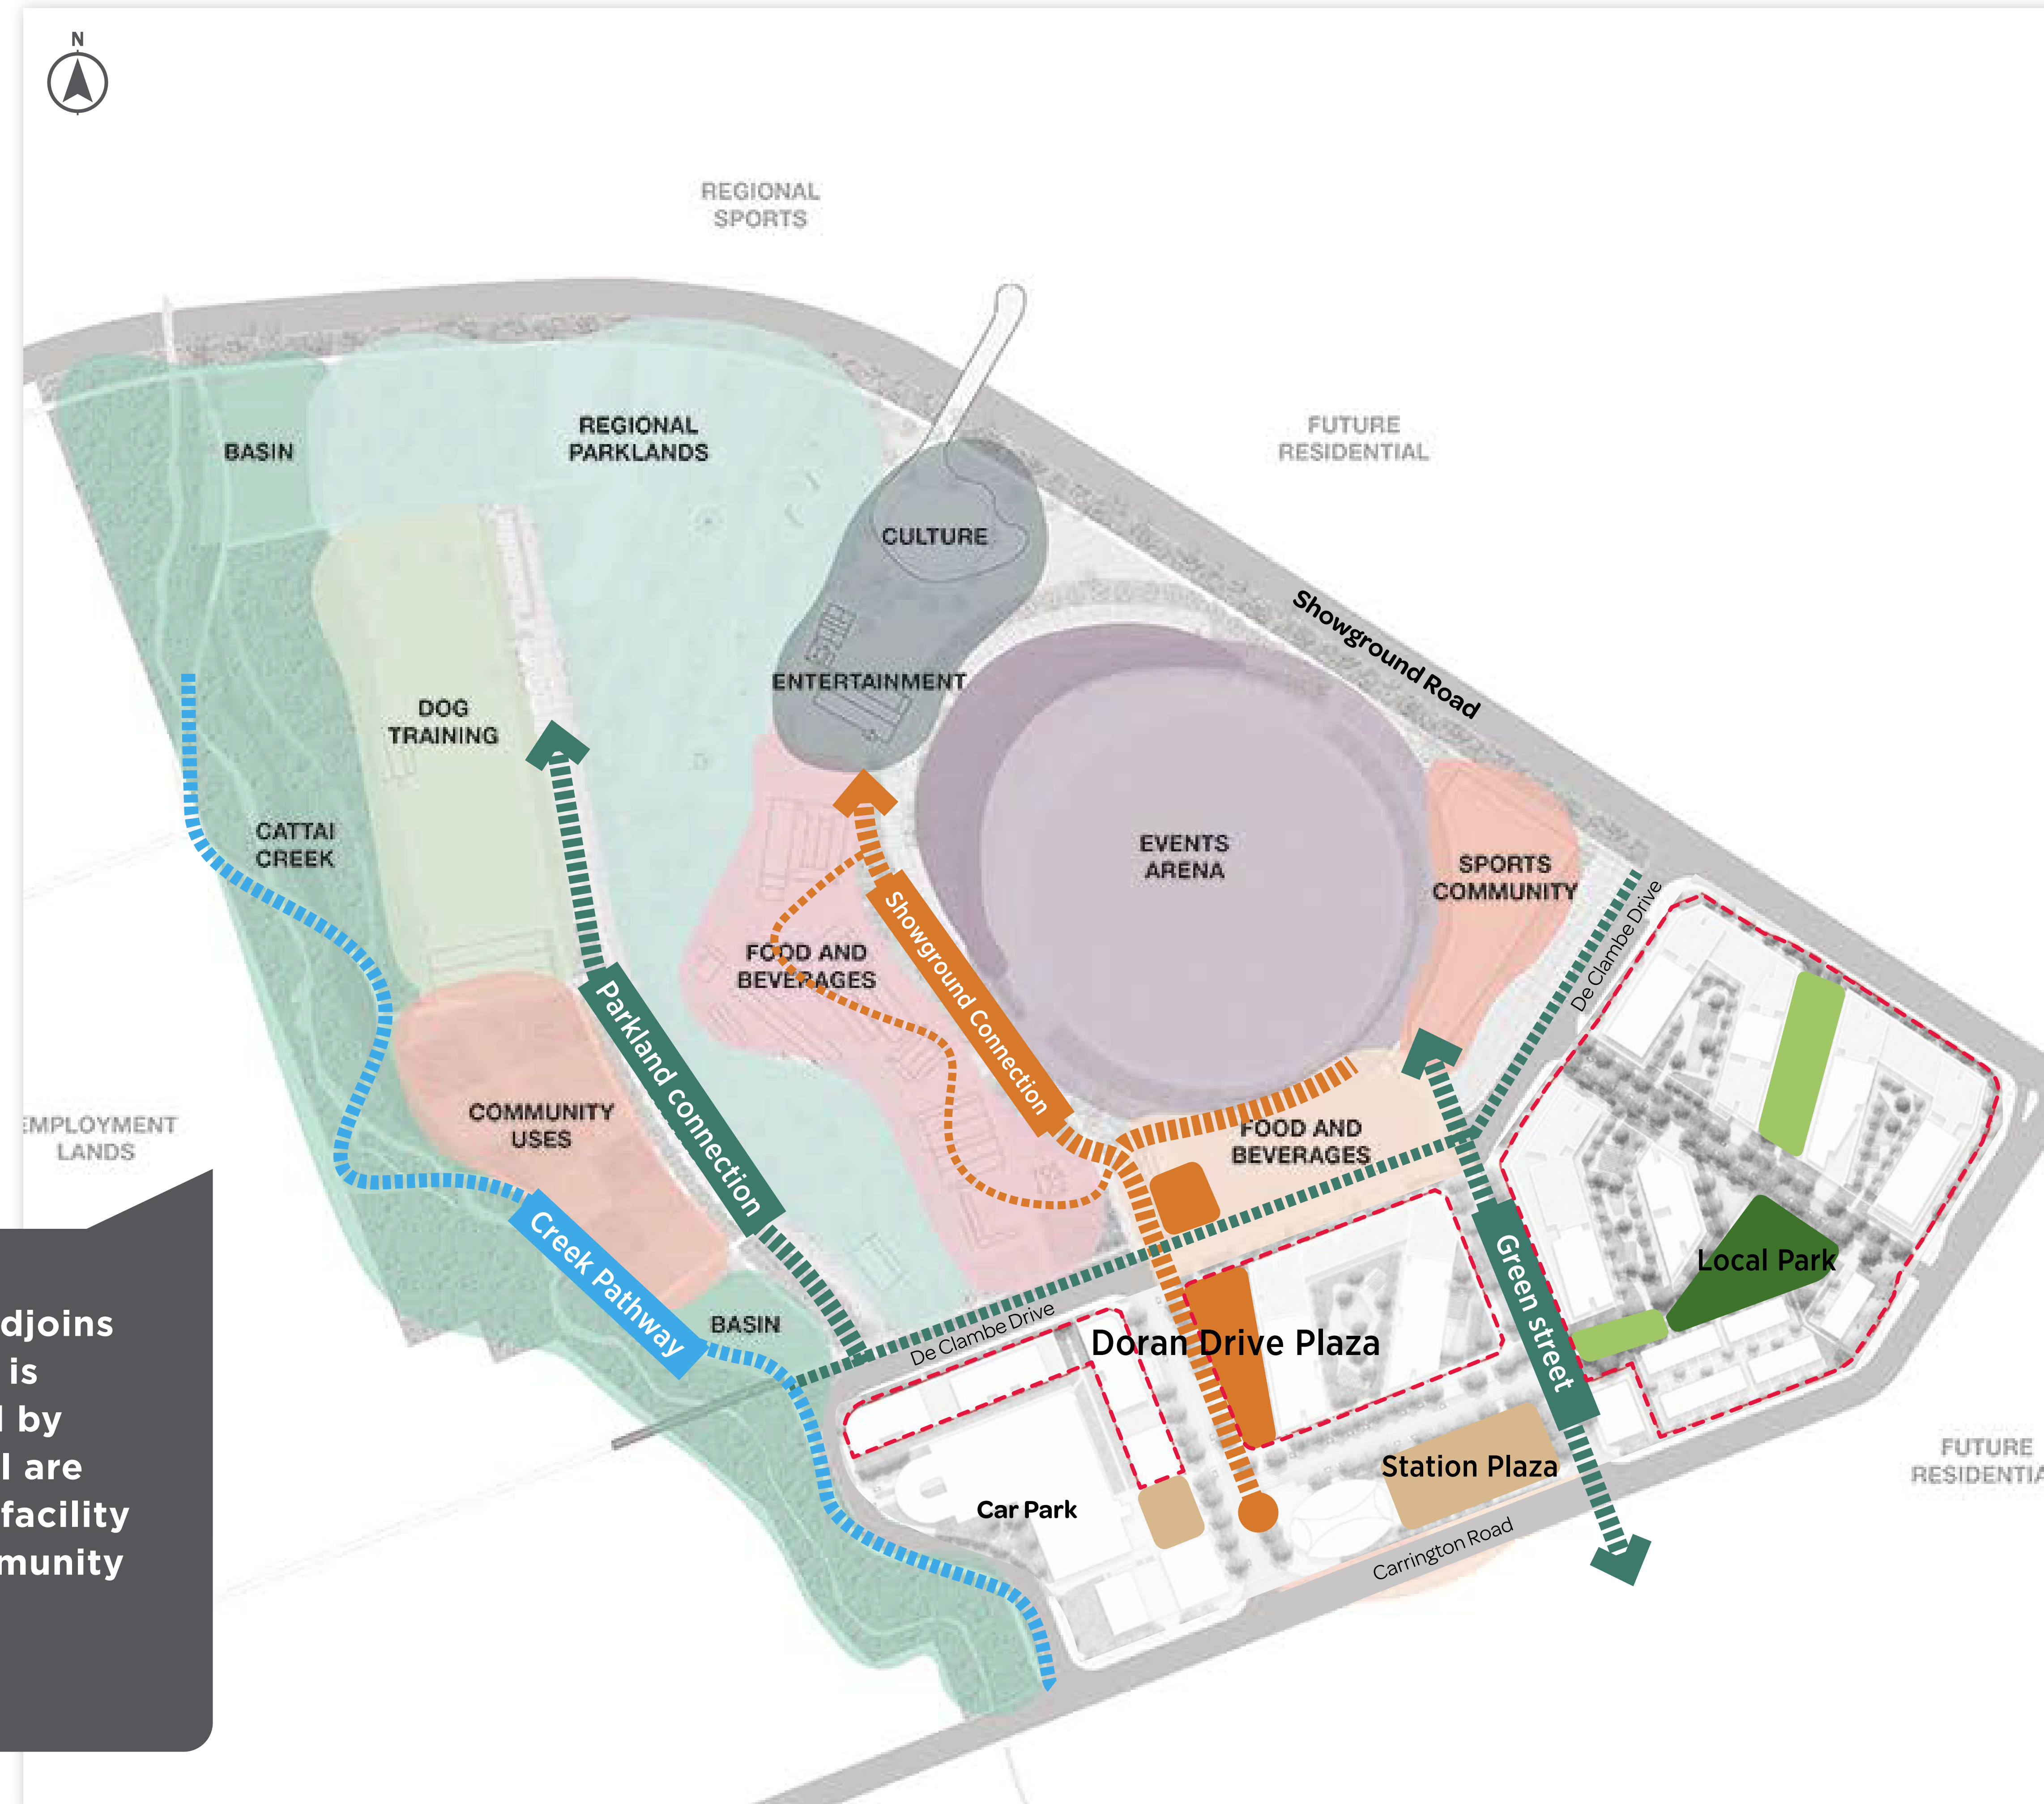 N
REGIONAL
SPORTS
FUTURE
RESIDENTIAL
BASIN
REGIONAL
PARKLANDS
CULTURE
Showground Road
ENTERTAINMENT
DOG
TRAINING
CATTAI
CREEK
EVENTS
ARENA
SPORTS
COMMUNITY
De Clambe Drive
FOOD AND
BEVERAGES
Showground Connection
Parkland connection
COMMUNITY
USES
EMPLOYMENT
LANDS
FOOD AND
BEVERAGES
Creek Pathway
BASIN
De Clambe Drive
Doran Drive Plaza
Green street
Local Park
Station Plaza
Car Park
Carrington Road
FUTURE
djoins
is
by
are
facility
munity